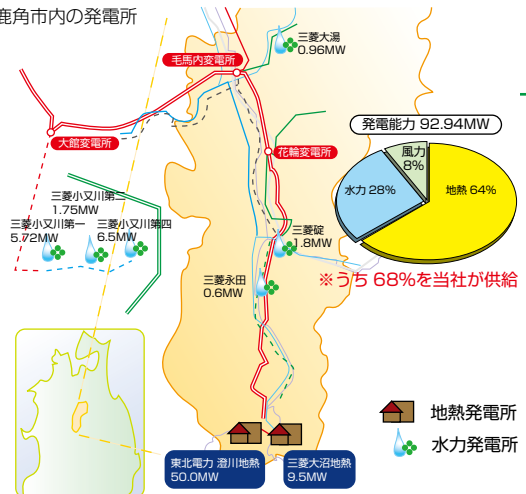 鹿角市内の発電所
三菱大湯
0.96MW
毛馬内変電所
発電能力 92.94MW
大館変電所
花輪変電所
風力
8%
水力 28%
地熱 64%
三菱小又川第二
1.75MW
三菱小又川第一
5.72MW
三菱小又川第四
6.5MW
三菱碇
1.8MW
三菱永田
0.6MW
※うち 68%を当社が供給
地熱発電所
水力発電所
東北電力 澄川地熱
50.0MW
三菱大沼地熱
9.5MW